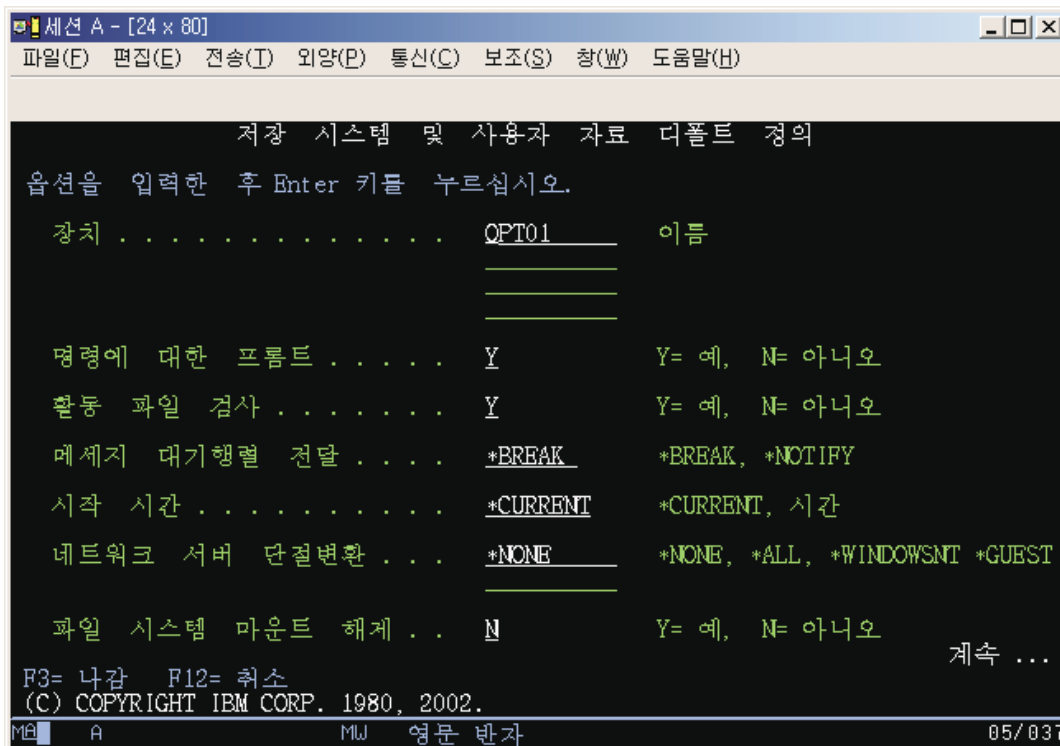 세션 A - [24 x 80]
파일(F) 편집(E) 전송(T) 외양(P) 통신(C) 보조(S) 창(W) 도움말(H)
저장 시스템 및 사용자 자료 디폴트 정의
옵션을 입력한 후 Enter 키를 누르십시오.
장치 . . . . . . . . . . . . . QPT01 이름
명령에 대한 프롬트 . . . . . Y Y= 예, N= 아니오
활동 파일 검사 . . . . . . . Y Y= 예, N= 아니오
메세지 대기행렬 전달 . . . . *BREAK *BREAK, *NOTIFY
시작 시간 . . . . . . . . . . *CURRENT *CURRENT, 시간
네트워크 서버 단절변환 . . . *NONE *NONE, *ALL, *WINDOWSNT *GUEST
파일 시스템 마운트 해제 . . N Y= 예, N= 아니오
계속 ...
F3= 나감 F12= 취소
(C) COPYRIGHT IBM CORP. 1980, 2002.
MA A MW 영문 반자 05/037